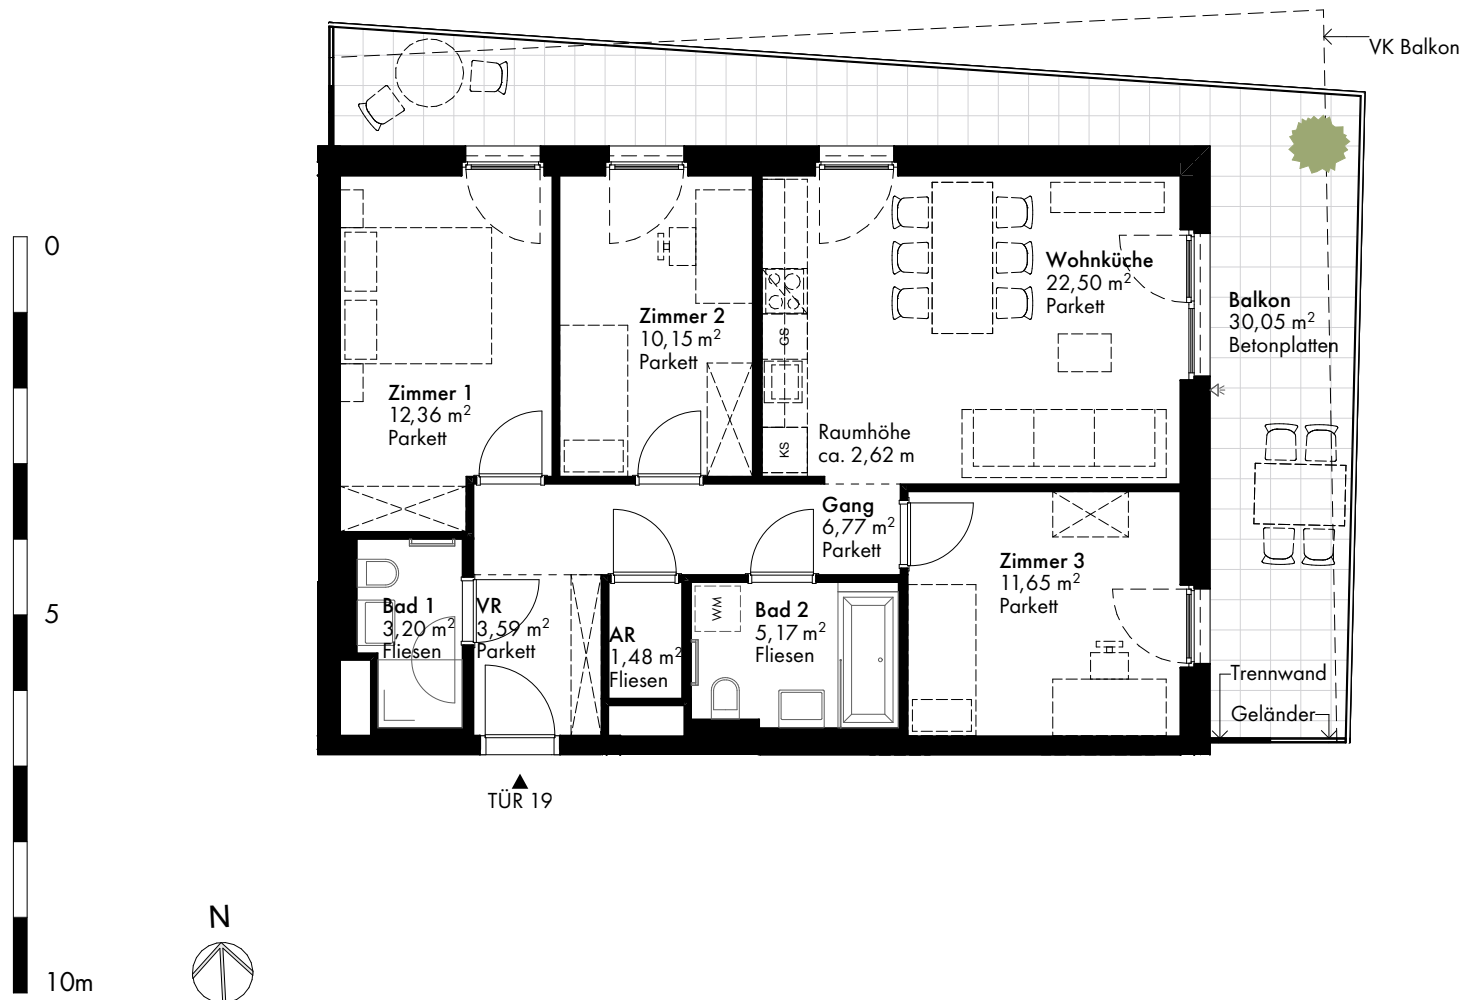 VK Balkon
0
5
10m
N
Zimmer 1
12,36 m²
Parkett
Zimmer 2
10,15 m²
Parkett
GS
KS
Wohnküche
22,50 m²
Parkett
Raumhöhe
ca. 2,62 m
Balkon
30,05 m²
Betonplatten
Gang
6,77 m²
Parkett
Zimmer 3
11,65 m²
Parkett
Bad 1
3,20 m²
Fliesen
VR
3,59 m²
Parkett
AR
1,48 m²
Fliesen
WM
Bad 2
5,17 m²
Fliesen
Trennwand
Geländer
TÜR 19